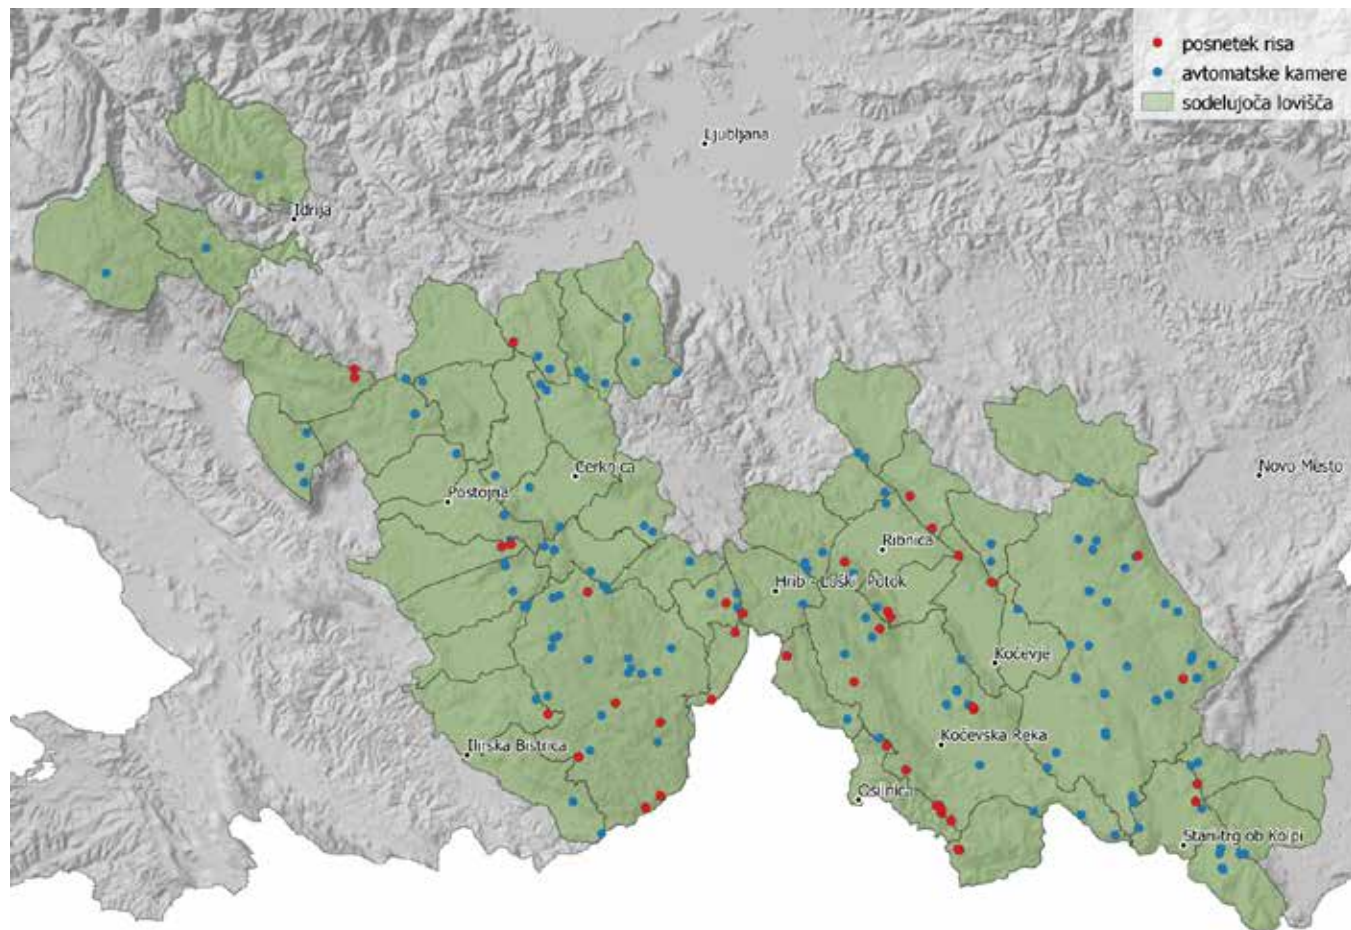 posnetek risa
avtomatske kamere
sodelujoča lovišča
Ljubljana
Idrija
Cerknica
Postojna
Novo Mesto
Ribnica
Hrib - Loški Potok
Kočevje
Ilirska Bistrica
Kočevska Reka
Osilnica
Stari trg ob Kolpi